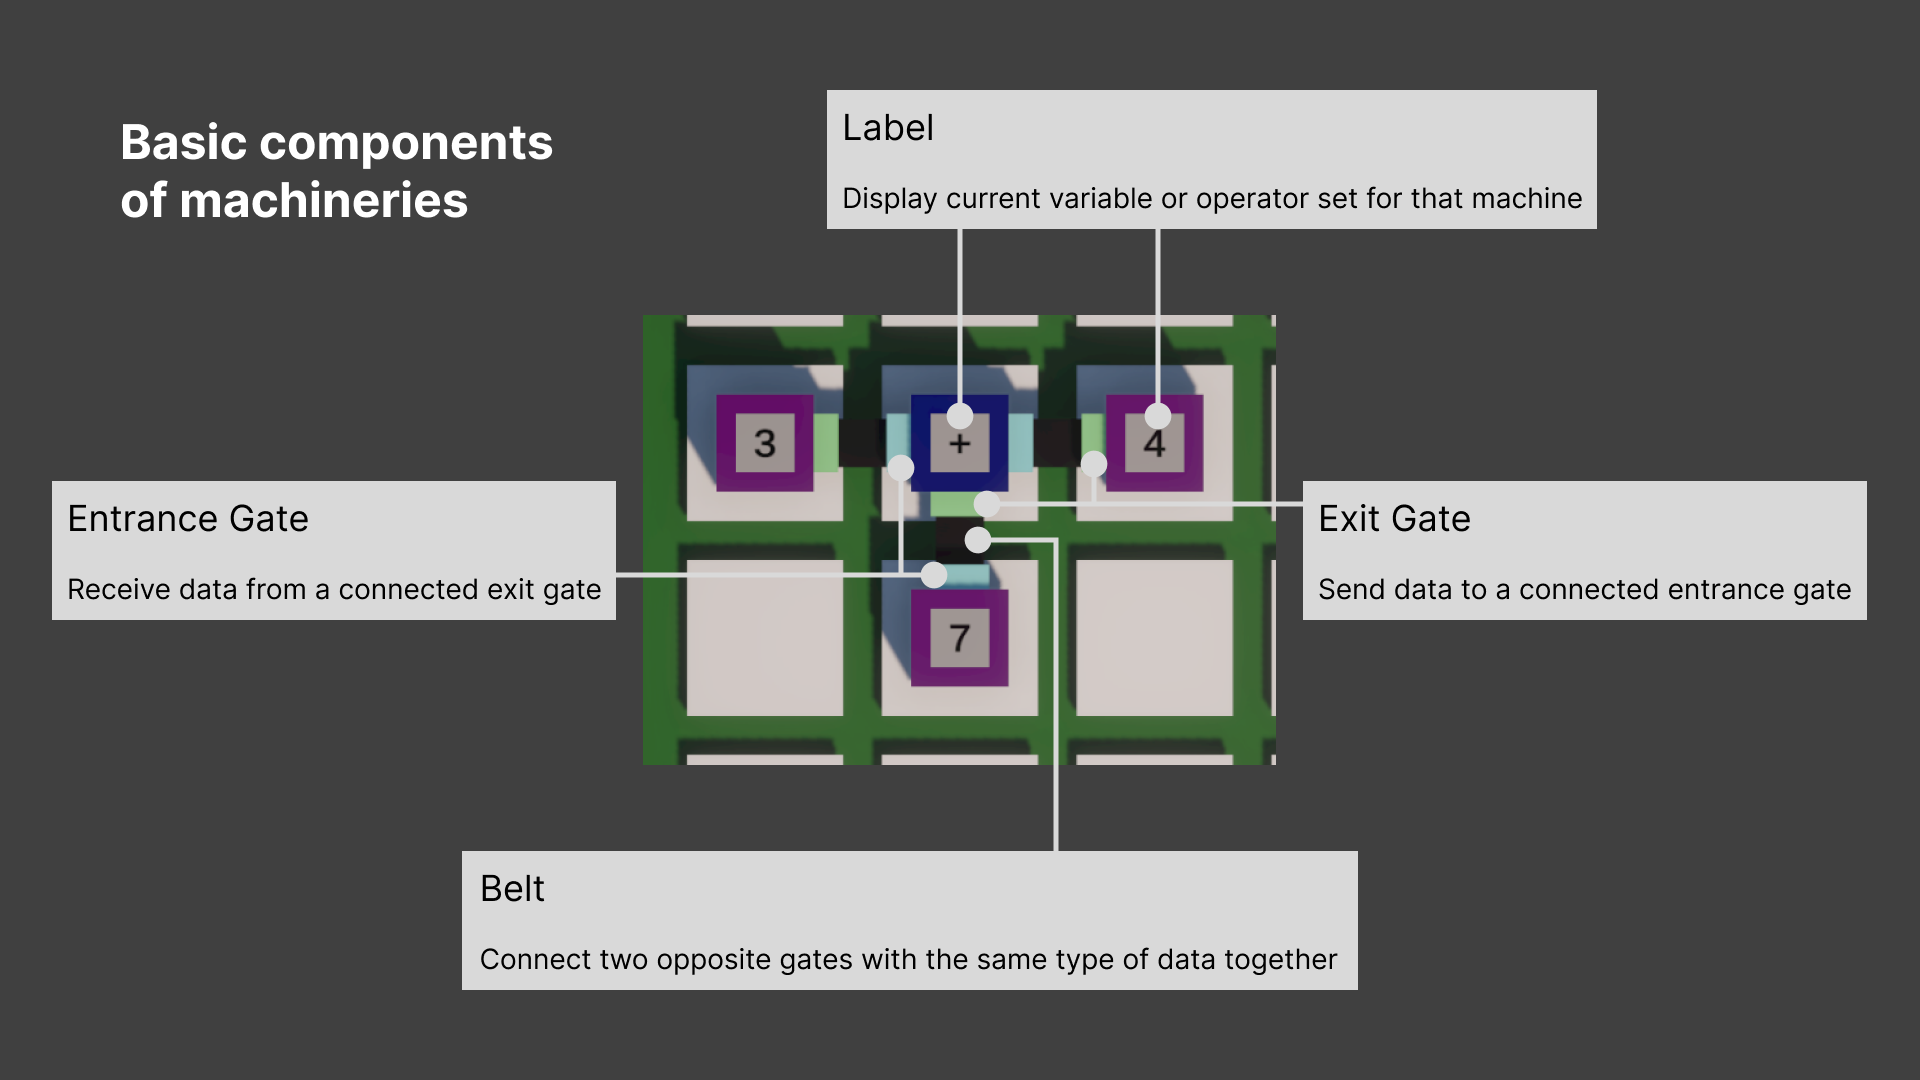 Basic components
of machineries
Label
Display current variable or operator set for that machine
3
+
4
Entrance Gate
Receive data from a connected exit gate
Exit Gate
Send data to a connected entrance gate
7
Belt
Connect two opposite gates with the same type of data together